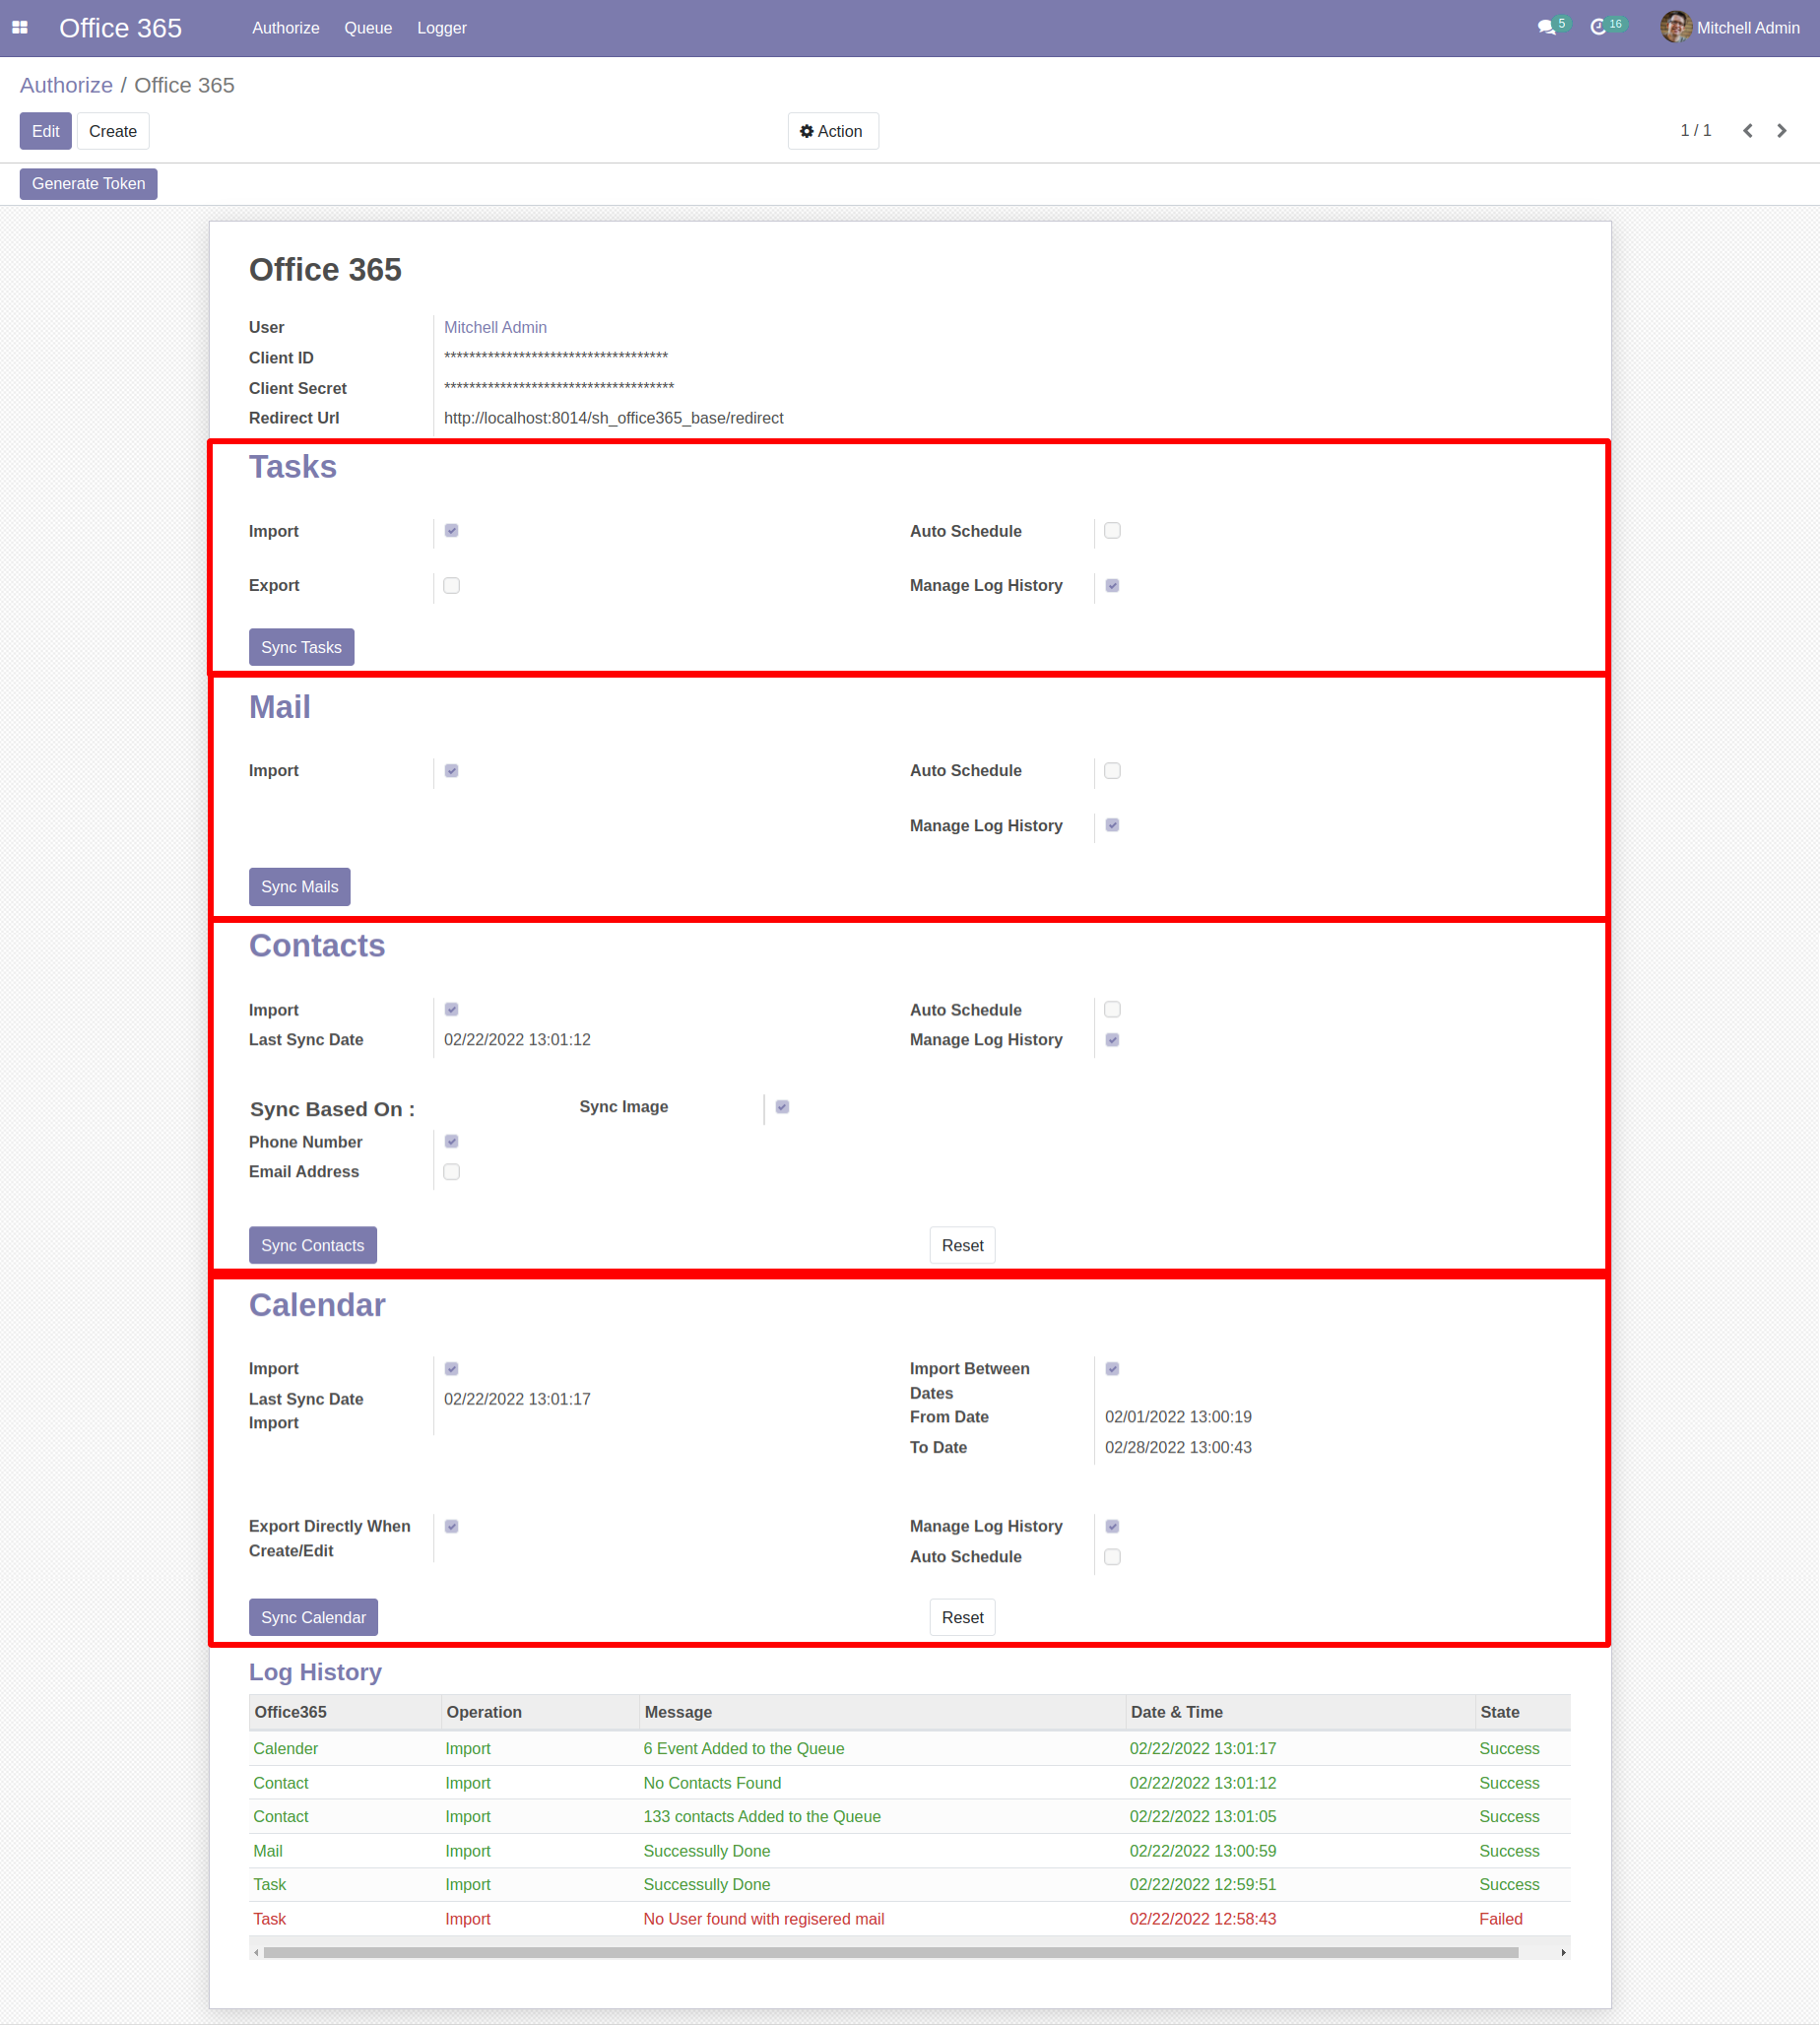 Office 365 Authorize Queue Logger 5 16 Mitchell Admin
Authorize / Office 365
Edit Create Action 1 / 1
Generate Token
Office 365
User Mitchell Admin
Client ID ************************************
Client Secret *************************************
Redirect Url http://localhost:8014/sh_office365_base/redirect
Tasks
Import Auto Schedule
Export Manage Log History
Sync Tasks
Mail
Import Auto Schedule
Manage Log History
Sync Mails
Contacts
Import Auto Schedule
Last Sync Date 02/22/2022 13:01:12 Manage Log History
Sync Based On : Sync Image
Phone Number
Email Address
Sync Contacts Reset
Calendar
Import Import Between
Dates
Last Sync Date 02/22/2022 13:01:17
Import
From Date 02/01/2022 13:00:19
To Date 02/28/2022 13:00:43
Export Directly When Manage Log History
Create/Edit Auto Schedule
Sync Calendar Reset
Log History
Office365 Operation Message Date & Time State
Calender Import 6 Event Added to the Queue 02/22/2022 13:01:17 Success
Contact Import No Contacts Found 02/22/2022 13:01:12 Success
Contact Import 133 contacts Added to the Queue 02/22/2022 13:01:05 Success
Mail Import Successully Done 02/22/2022 13:00:59 Success
Task Import Successully Done 02/22/2022 12:59:51 Success
Task Import No User found with regisered mail 02/22/2022 12:58:43 Failed